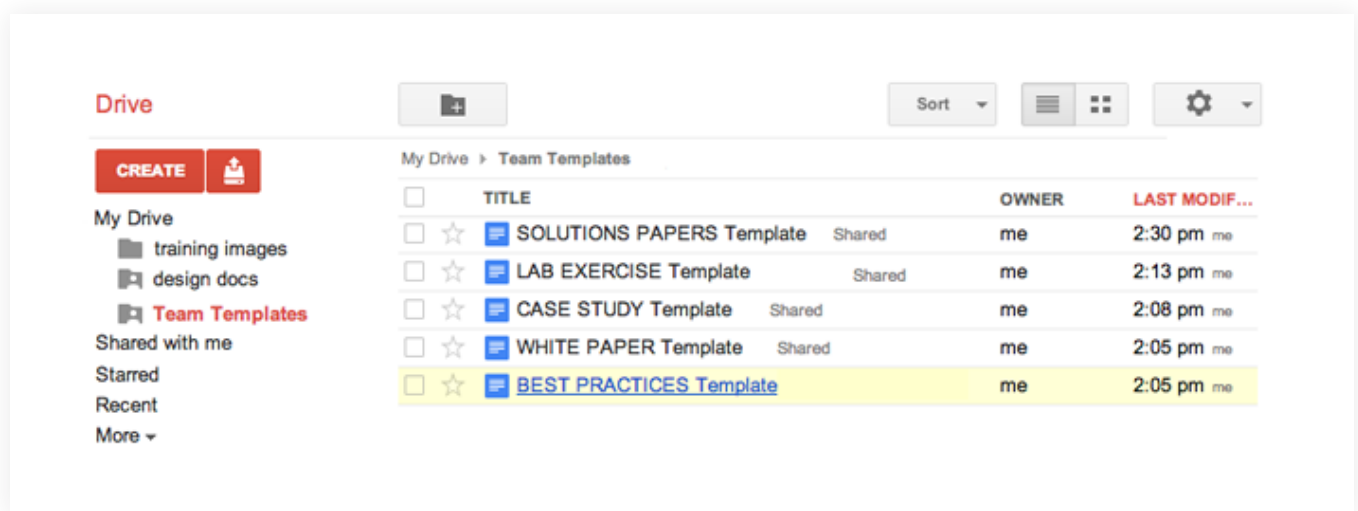 Drive
Sort
CREATE
My Drive
training images
design docs
Team Templates
Shared with me
Starred
Recent
More
My Drive Team Templates
TITLE OWNER LAST MODIF...
SOLUTIONS PAPERS Template Shared me 2:30 pm me
LAB EXERCISE Template Shared me 2:13 pm me
CASE STUDY Template Shared me 2:08 pm me
WHITE PAPER Template Shared me 2:05 pm me
BEST PRACTICES Template me 2:05 pm me